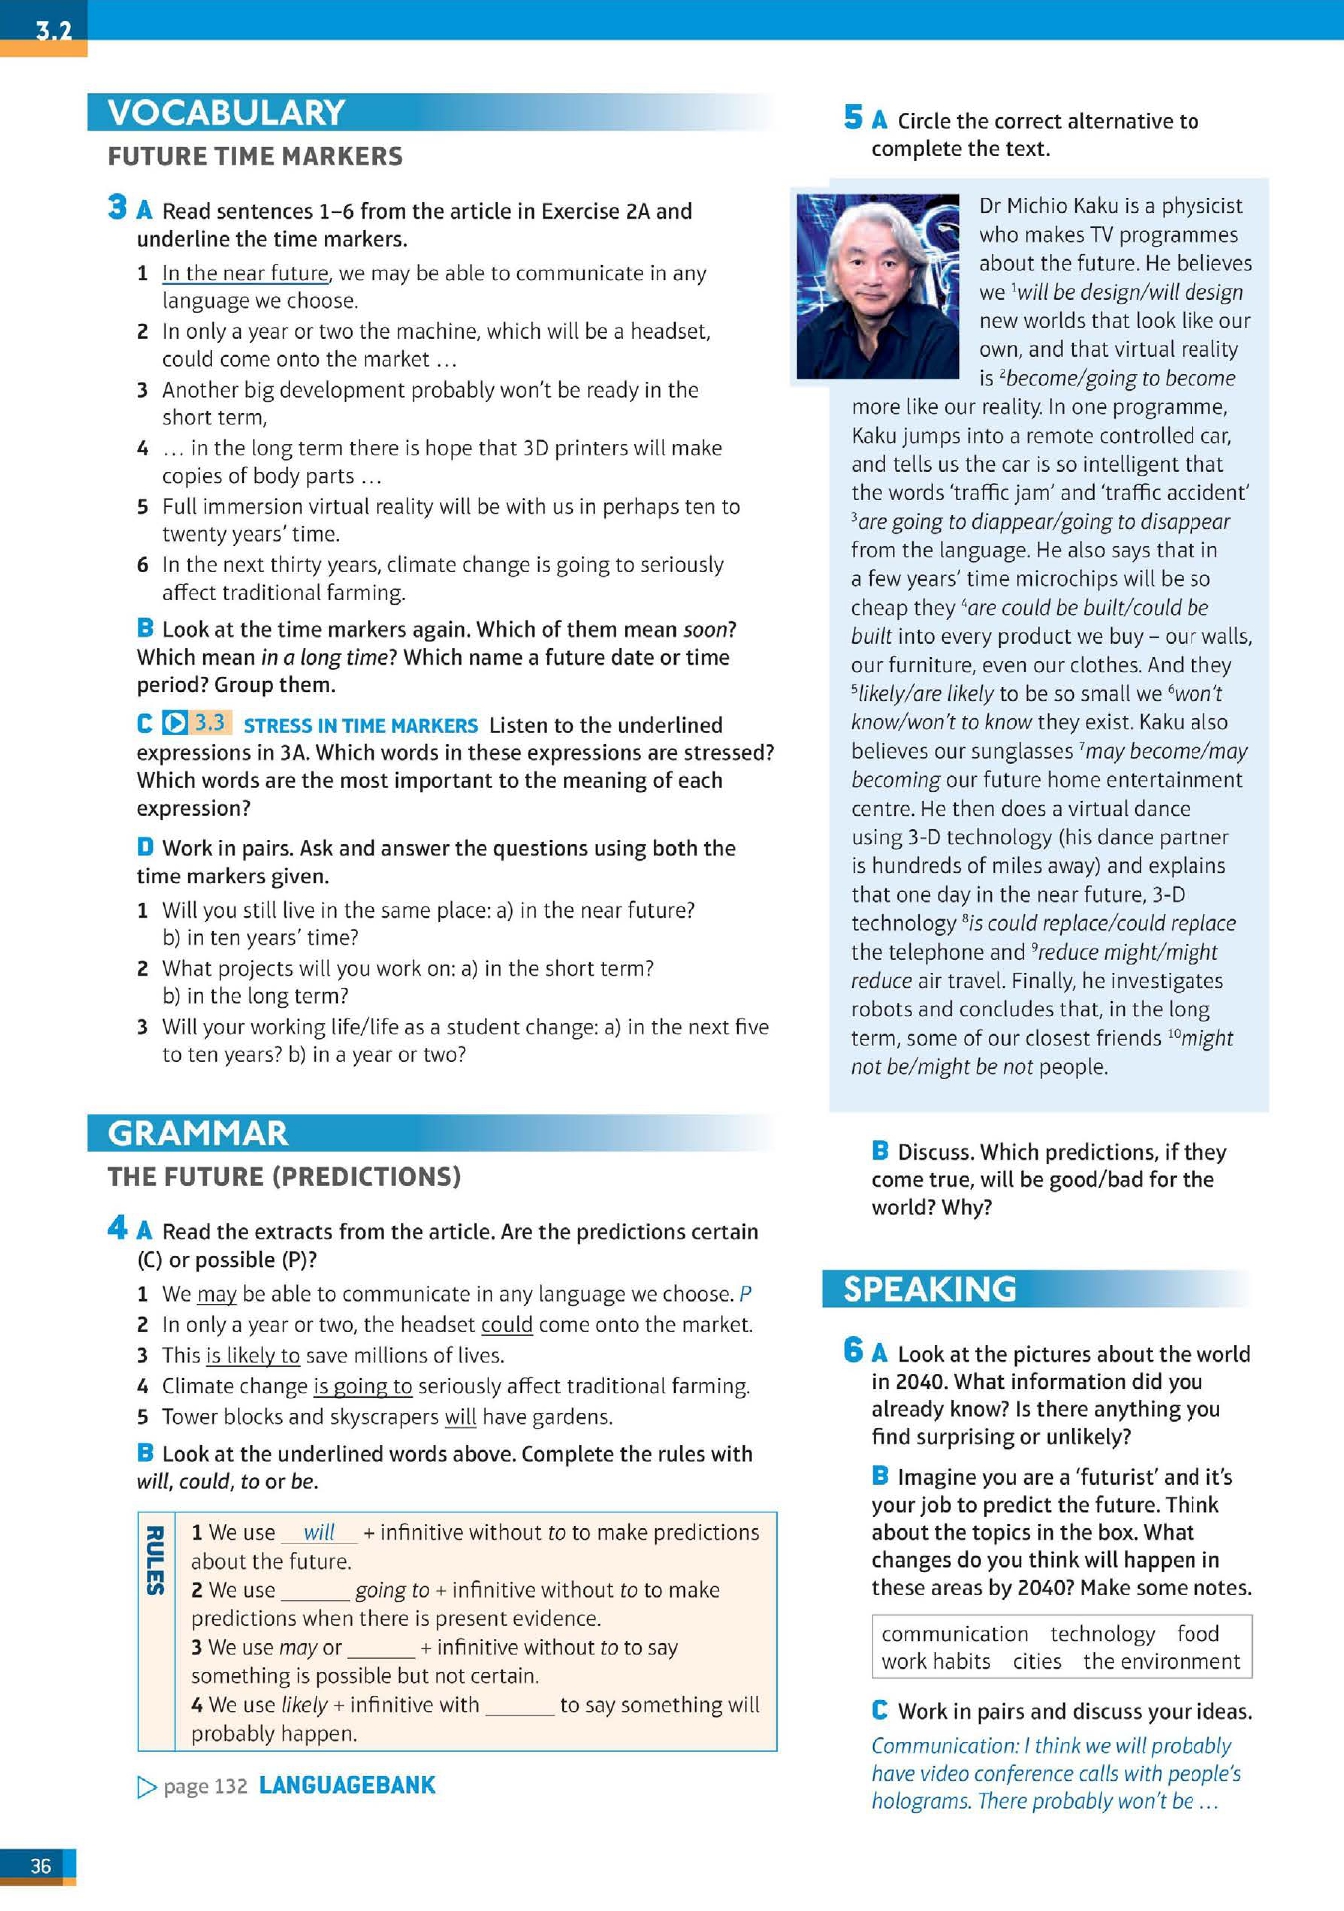 3.2
VOCABULARY
FUTURE TIME MARKERS
3 A Read sentences 1–6 from the article in Exercise 2A and
underline the time markers.
1 In the near future, we may be able to communicate in any
language we choose.
2 In only a year or two the machine, which will be a headset,
could come onto the market ...
3 Another big development probably won't be ready in the
short term,
4 ... in the long term there is hope that 3D printers will make
copies of body parts ...
5 Full immersion virtual reality will be with us in perhaps ten to
twenty years' time.
6 In the next thirty years, climate change is going to seriously
affect traditional farming.
B Look at the time markers again. Which of them mean soon?
Which mean in a long time? Which name a future date or time
period? Group them.
C 3.3 STRESS IN TIME MARKERS Listen to the underlined
expressions in 3A. Which words in these expressions are stressed?
Which words are the most important to the meaning of each
expression?
D Work in pairs. Ask and answer the questions using both the
time markers given.
1 Will you still live in the same place: a) in the near future?
b) in ten years' time?
2 What projects will you work on: a) in the short term?
b) in the long term?
3 Will your working life/life as a student change: a) in the next five
to ten years? b) in a year or two?
GRAMMAR
THE FUTURE (PREDICTIONS)
4 A Read the extracts from the article. Are the predictions certain
(C) or possible (P)?
1 We may be able to communicate in any language we choose. P
2 In only a year or two, the headset could come onto the market.
3 This is likely to save millions of lives.
4 Climate change is going to seriously affect traditional farming.
5 Tower blocks and skyscrapers will have gardens.
B Look at the underlined words above. Complete the rules with
will, could, to or be.
RULES
1 We use will + infinitive without to to make predictions
about the future.
2 We use ______ going to + infinitive without to to make
predictions when there is present evidence.
3 We use may or ______ + infinitive without to to say
something is possible but not certain.
4 We use likely + infinitive with ______ to say something will
probably happen.
page 132 LANGUAGEBANK
36
5 A Circle the correct alternative to
complete the text.
Dr Michio Kaku is a physicist
who makes TV programmes
about the future. He believes
we ¹will be design/will design
new worlds that look like our
own, and that virtual reality
is ²become/going to become
more like our reality. In one programme,
Kaku jumps into a remote controlled car,
and tells us the car is so intelligent that
the words 'traffic jam' and 'traffic accident'
³are going to diappear/going to disappear
from the language. He also says that in
a few years' time microchips will be so
cheap they ⁴are could be built/could be
built into every product we buy – our walls,
our furniture, even our clothes. And they
⁵likely/are likely to be so small we ⁶won't
know/won't to know they exist. Kaku also
believes our sunglasses ⁷may become/may
becoming our future home entertainment
centre. He then does a virtual dance
using 3-D technology (his dance partner
is hundreds of miles away) and explains
that one day in the near future, 3-D
technology ⁸is could replace/could replace
the telephone and ⁹reduce might/might
reduce air travel. Finally, he investigates
robots and concludes that, in the long
term, some of our closest friends ¹⁰might
not be/might be not people.
B Discuss. Which predictions, if they
come true, will be good/bad for the
world? Why?
SPEAKING
6 A Look at the pictures about the world
in 2040. What information did you
already know? Is there anything you
find surprising or unlikely?
B Imagine you are a 'futurist' and it's
your job to predict the future. Think
about the topics in the box. What
changes do you think will happen in
these areas by 2040? Make some notes.
communication technology food
work habits cities the environment
C Work in pairs and discuss your ideas.
Communication: I think we will probably
have video conference calls with people's
holograms. There probably won't be ...